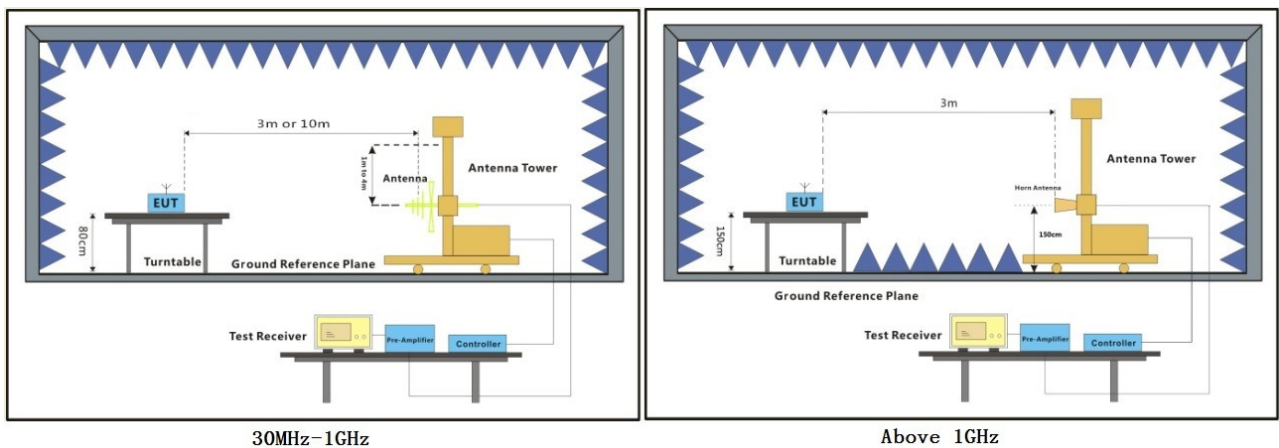 3m or 10m
1m to 4m
Antenna
Antenna Tower
EUT
80cm
Turntable
Ground Reference Plane
Test Receiver
Pre-Amplifier
Controller
30MHz-1GHz
3m
Antenna Tower
Horn Antenna
EUT
150cm
150cm
Turntable
Ground Reference Plane
Test Receiver
Pre-Amplifier
Controller
Above 1GHz